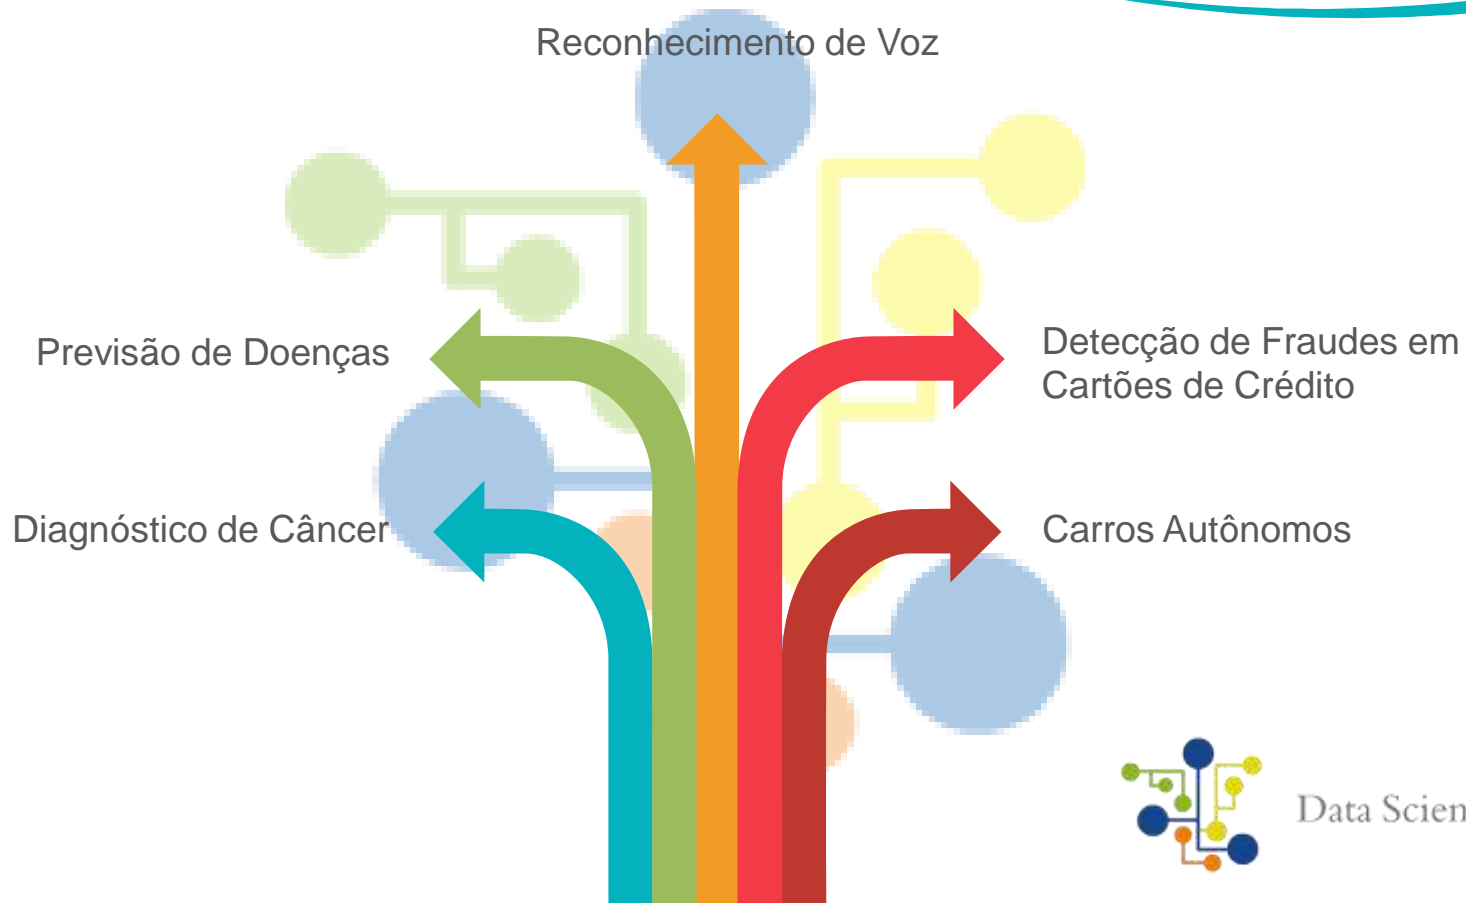 Reconhecimento de Voz
Previsão de Doenças
Detecção de Fraudes em
Cartões de Crédito
Diagnóstico de Câncer
Carros Autônomos
Data Scien